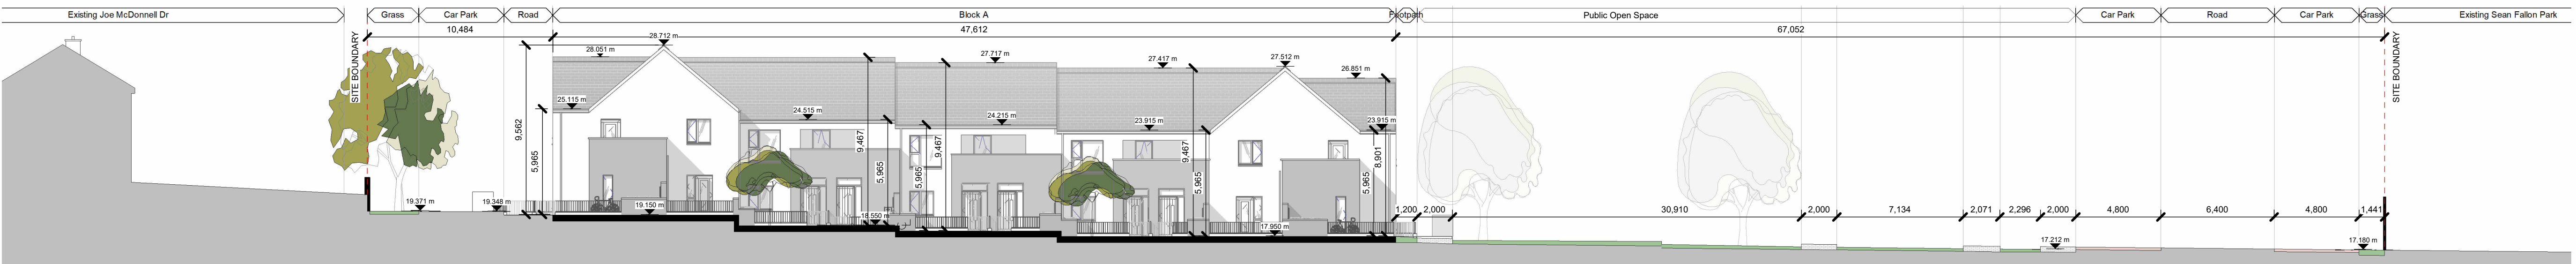 Existing Joe McDonnell Dr
Grass
Car Park
Road
Block A
Footpath
Public Open Space
Car Park
Road
Car Park
Grass
Existing Sean Fallon Park
10,484
47,612
67,052
SITE BOUNDARY
SITE BOUNDARY
28.712 m
28.051 m
27.717 m
27.417 m
27.512 m
26.851 m
25.115 m
24.515 m
24.215 m
23.915 m
23.915 m
9,562
5,965
9,467
5,965
5,965
9,467
9,467
5,965
5,965
8,901
19.371 m
19.348 m
19.150 m
18.550 m
17.950 m
1,200
2,000
30,910
2,000
7,134
2,071
2,296
2,000
4,800
6,400
4,800
1,441
17.212 m
17.180 m